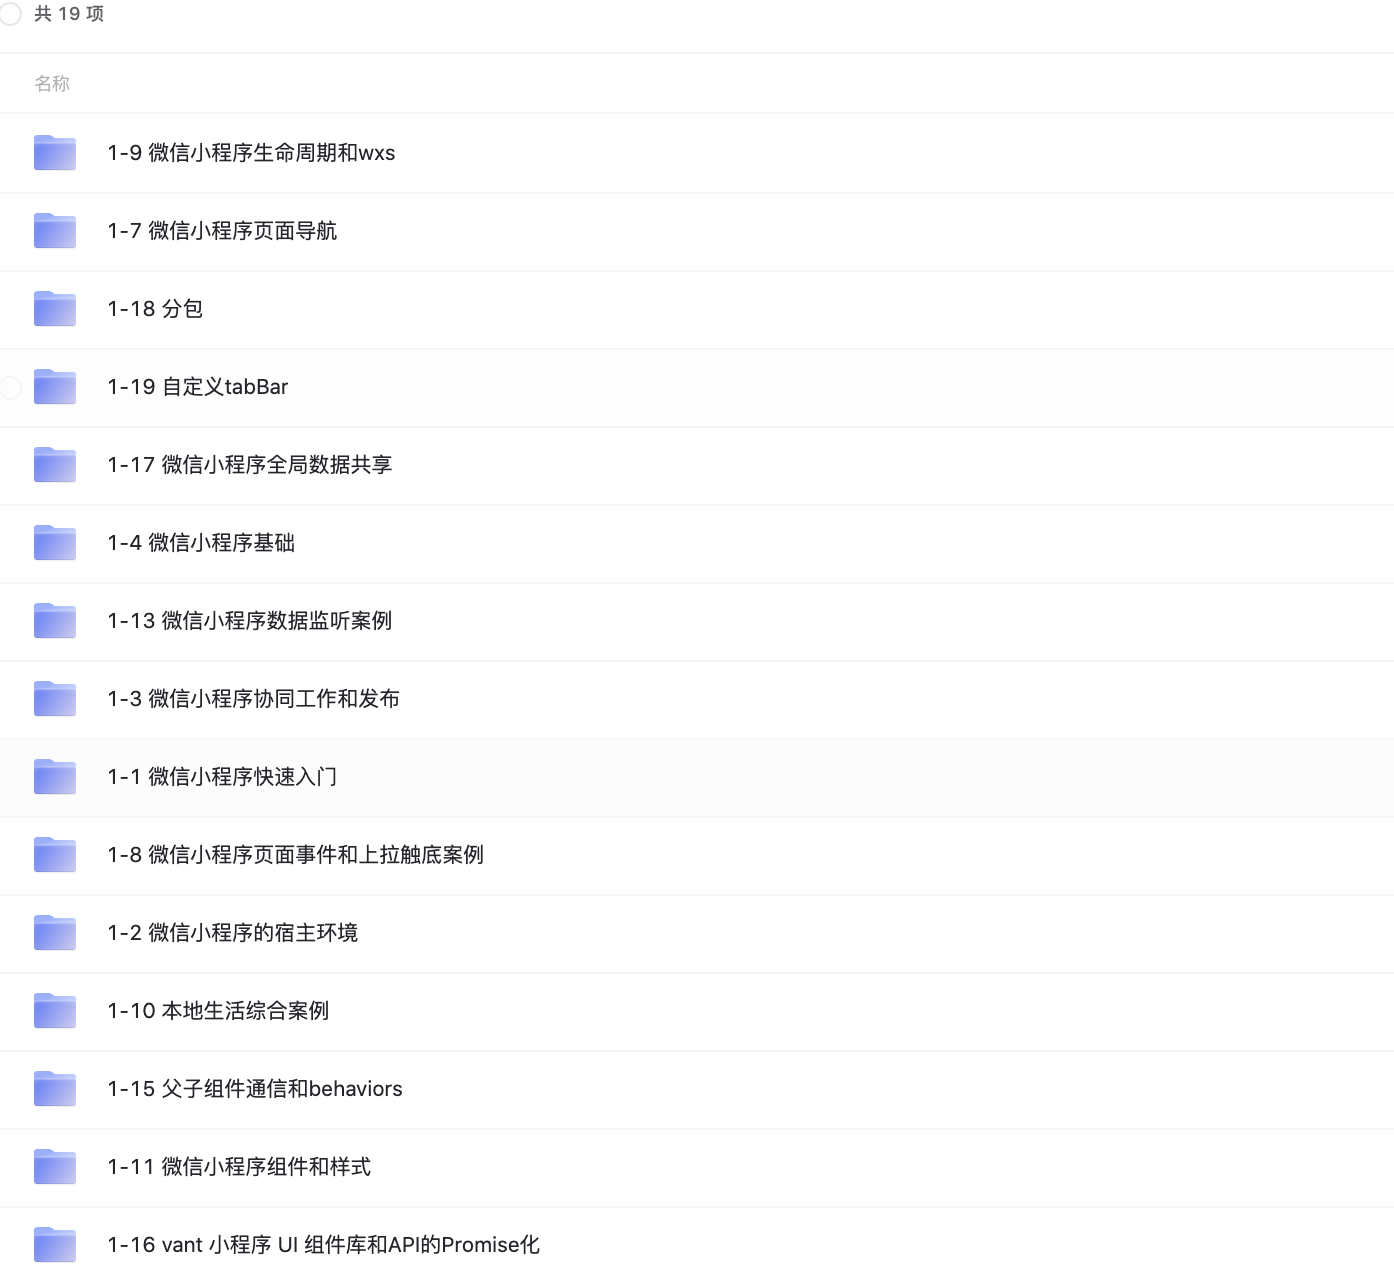 共 19 项
名称
1-9 微信小程序生命周期和wxs
1-7 微信小程序页面导航
1-18 分包
1-19 自定义tabBar
1-17 微信小程序全局数据共享
1-4 微信小程序基础
1-13 微信小程序数据监听案例
1-3 微信小程序协同工作和发布
1-1 微信小程序快速入门
1-8 微信小程序页面事件和上拉触底案例
1-2 微信小程序的宿主环境
1-10 本地生活综合案例
1-15 父子组件通信和behaviors
1-11 微信小程序组件和样式
1-16 vant 小程序 UI 组件库和API的Promise化